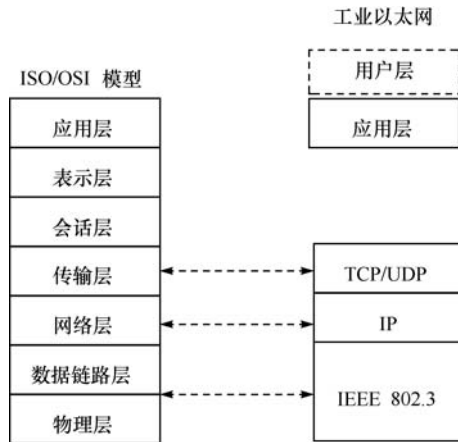 工业以太网
用户层
ISO/OSI 模型
应用层
应用层
表示层
会话层
传输层
TCP/UDP
网络层
IP
数据链路层
IEEE 802.3
物理层